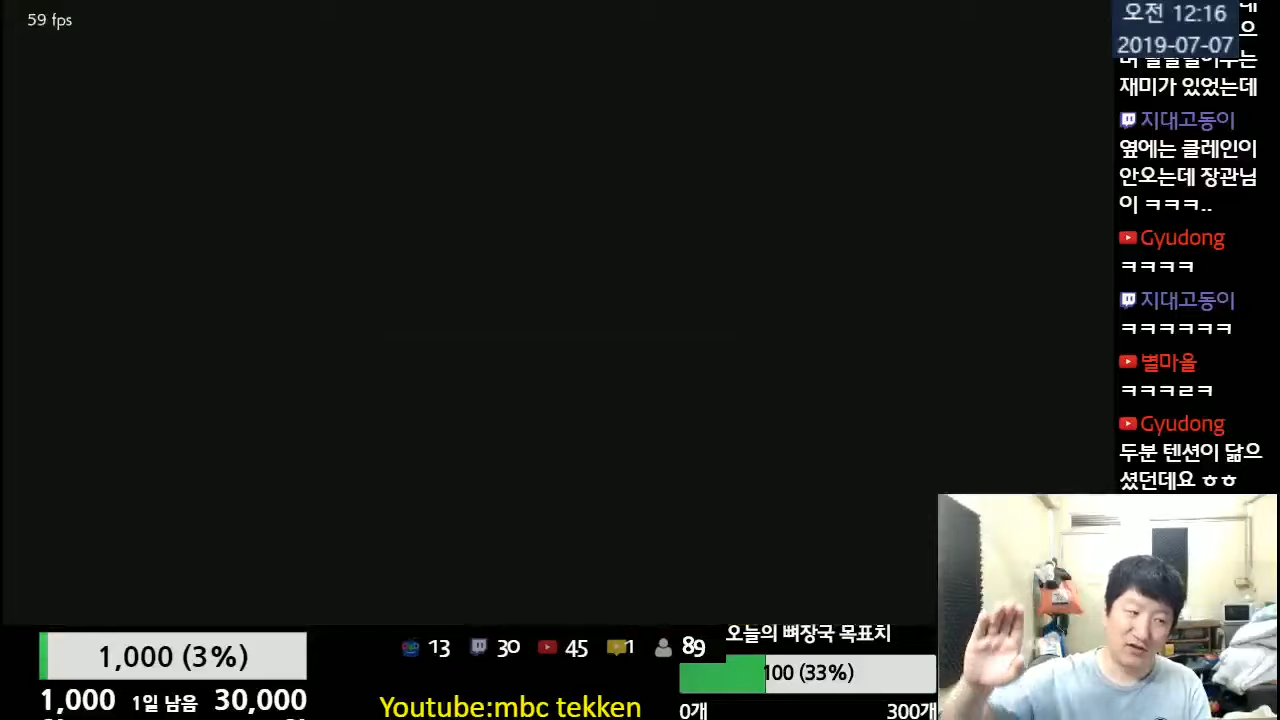 59 fps
오전 12:16
2019-07-07
재미가 있었는데
지대고동이
옆에는 클레인이
안오는데 장관님
이 ㅋㅋㅋ..
Gyudong
ㅋㅋㅋㅋ
지대고동이
ㅋㅋㅋㅋㅋㅋ
별마을
ㅋㅋㅋㄹㅋ
Gyudong
두분 텐션이 닮으
셨던데요 ㅎㅎ
1,000 (3%)
1,000 1일 남음 30,000
13 30 45 1 89
Youtube:mbc tekken
오늘의 뼈장국 목표치
100 (33%)
0개 300개